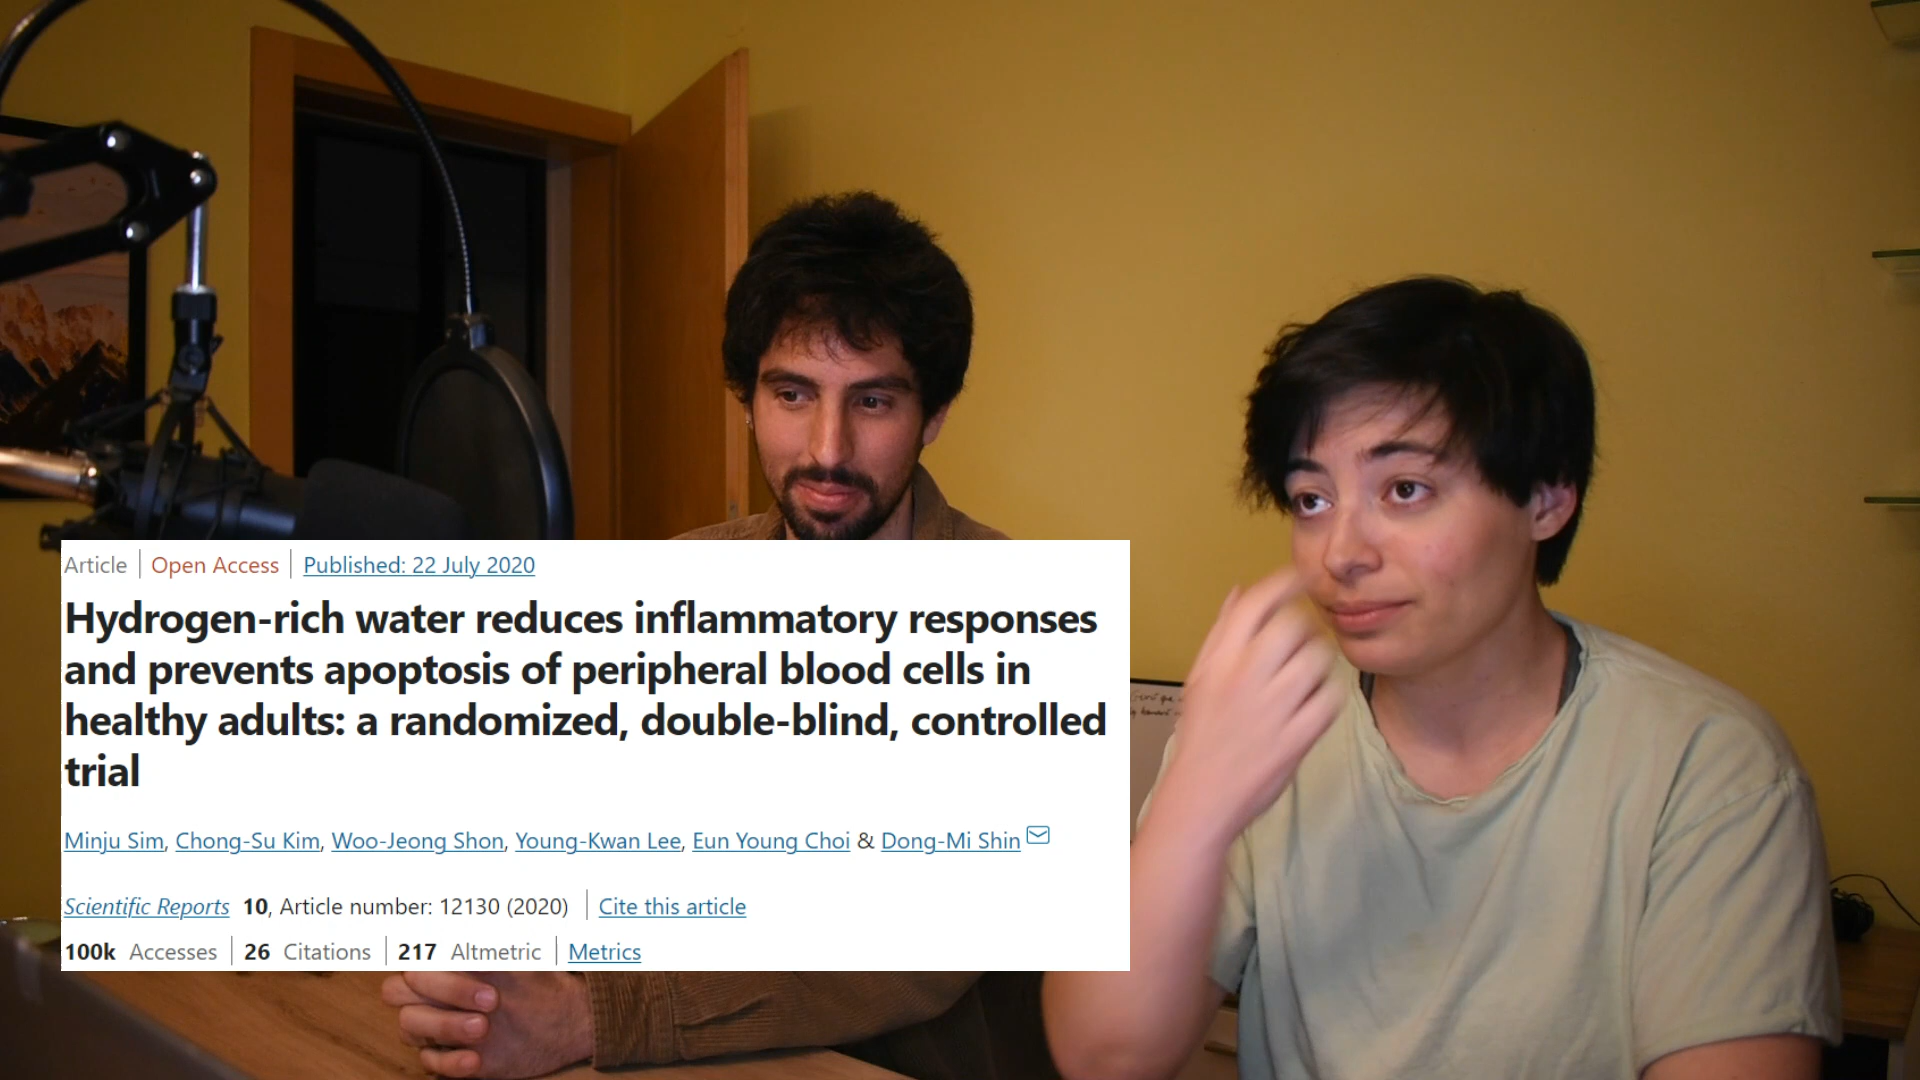 Article | Open Access | Published: 22 July 2020
Hydrogen-rich water reduces inflammatory responses
and prevents apoptosis of peripheral blood cells in
healthy adults: a randomized, double-blind, controlled
trial
Minju Sim, Chong-Su Kim, Woo-Jeong Shon, Young-Kwan Lee, Eun Young Choi & Dong-Mi Shin
Scientific Reports 10, Article number: 12130 (2020) | Cite this article
100k Accesses | 26 Citations | 217 Altmetric | Metrics